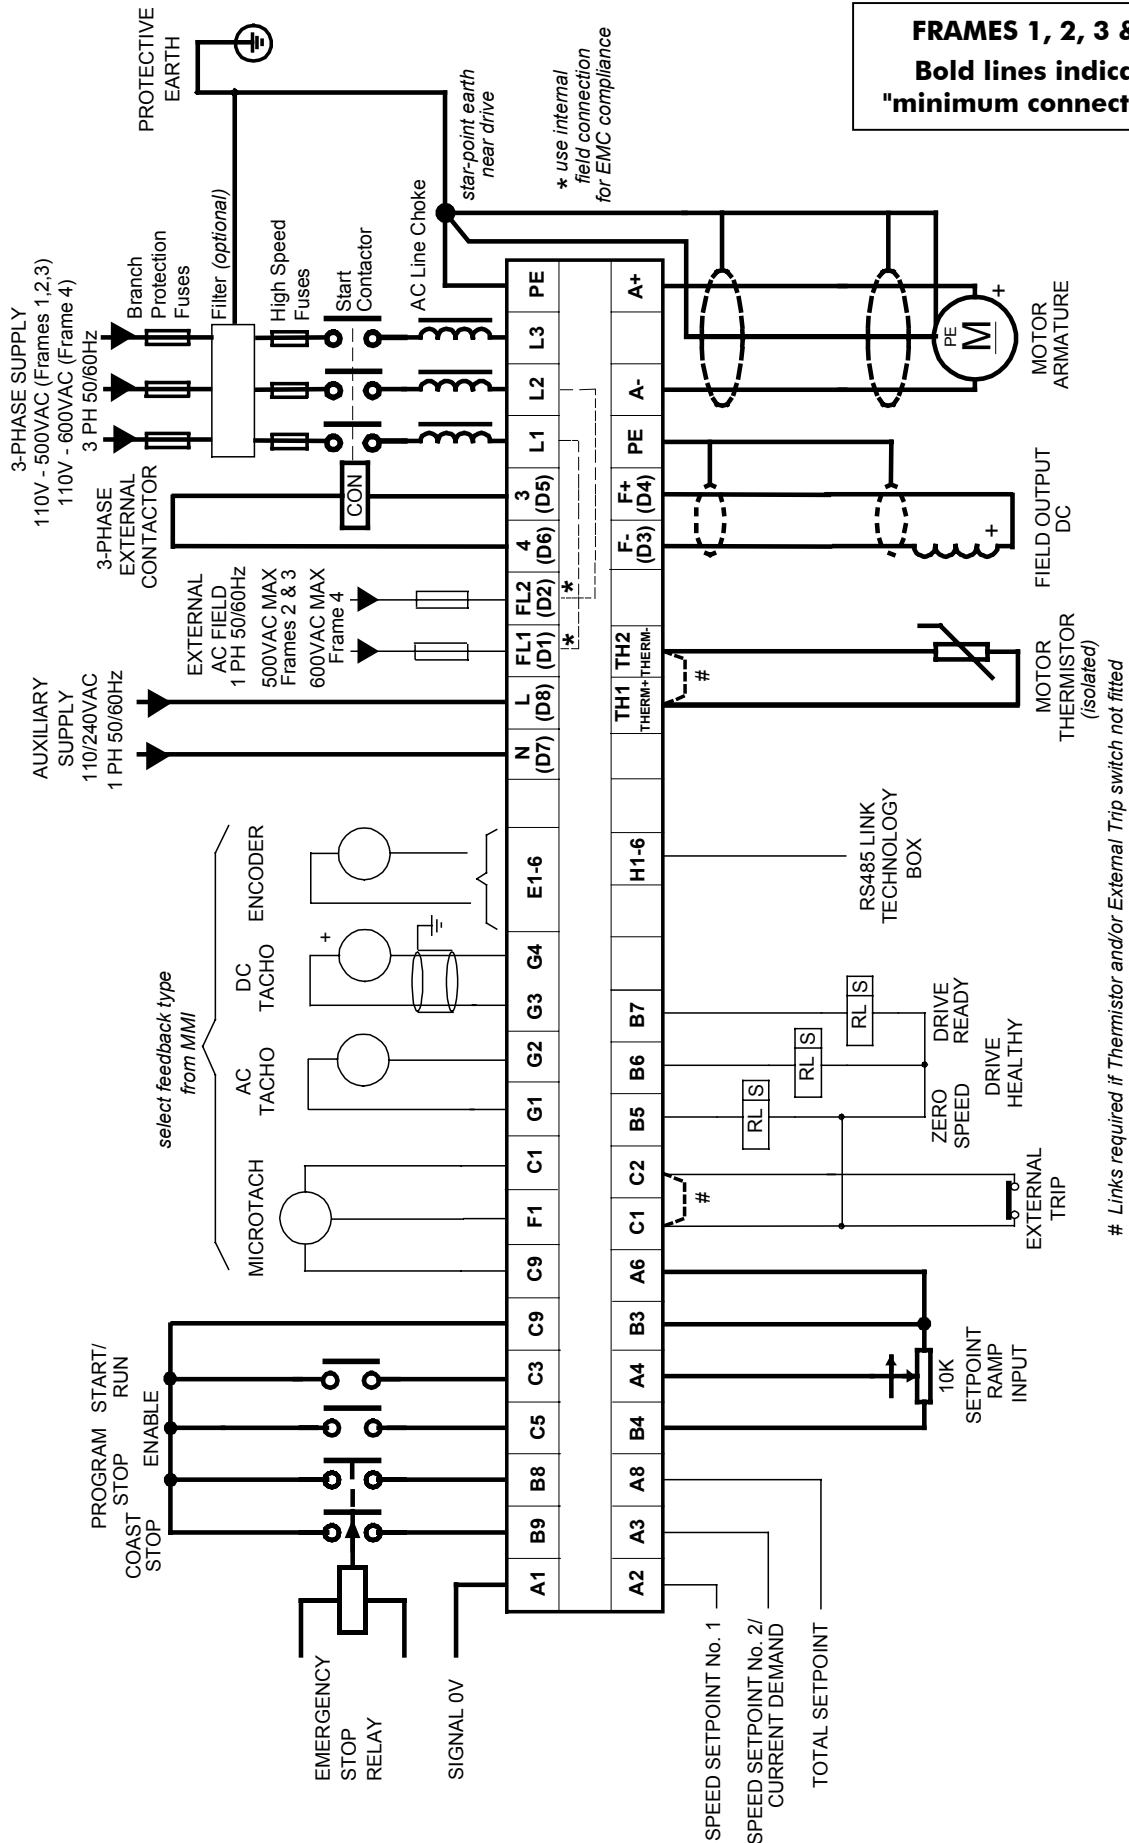 FRAMES 1, 2, 3 &
Bold lines indica
"minimum connect
PROTECTIVE
EARTH
3-PHASE SUPPLY
110V - 500VAC (Frames 1,2,3)
110V - 600VAC (Frame 4)
3 PH 50/60Hz
Branch
Protection
Fuses
Filter (optional)
High Speed
Fuses
Start
Contactor
AC Line Choke
star-point earth
near drive
* use internal
field connection
for EMC compliance
3-PHASE
EXTERNAL
CONTACTOR
CON
EXTERNAL
AC FIELD
1 PH 50/60Hz
500VAC MAX
Frames 2 & 3
600VAC MAX
Frame 4
*
*
AUXILIARY
SUPPLY
110/240VAC
1 PH 50/60Hz
select feedback type
from MMI
ENCODER
DC
TACHO
+
AC
TACHO
MICROTACH
START/
RUN
ENABLE
PROGRAM
STOP
COAST
STOP
EMERGENCY
STOP
RELAY
SIGNAL 0V
A1
B9
B8
C5
C3
C9
C9
F1
C1
G1
G2
G3
G4
E1-6
N
(D7)
L
(D8)
FL1
(D1)
FL2
(D2)
4
(D6)
3
(D5)
L1
L2
L3
PE
A2
A3
A8
B4
A4
B3
A6
C1
C2
B5
B6
B7
H1-6
TH1
THERM+
TH2
THERM-
F-
(D3)
F+
(D4)
PE
A-
A+
SPEED SETPOINT No. 1
SPEED SETPOINT No. 2/
CURRENT DEMAND
TOTAL SETPOINT
10K
SETPOINT
RAMP
INPUT
#
EXTERNAL
TRIP
RL S
RL S
RL S
ZERO
SPEED
DRIVE
HEALTHY
DRIVE
READY
RS485 LINK
TECHNOLOGY
BOX
#
MOTOR
THERMISTOR
(isolated)
+
FIELD OUTPUT
DC
PE
M
+
MOTOR
ARMATURE
# Links required if Thermistor and/or External Trip switch not fitted